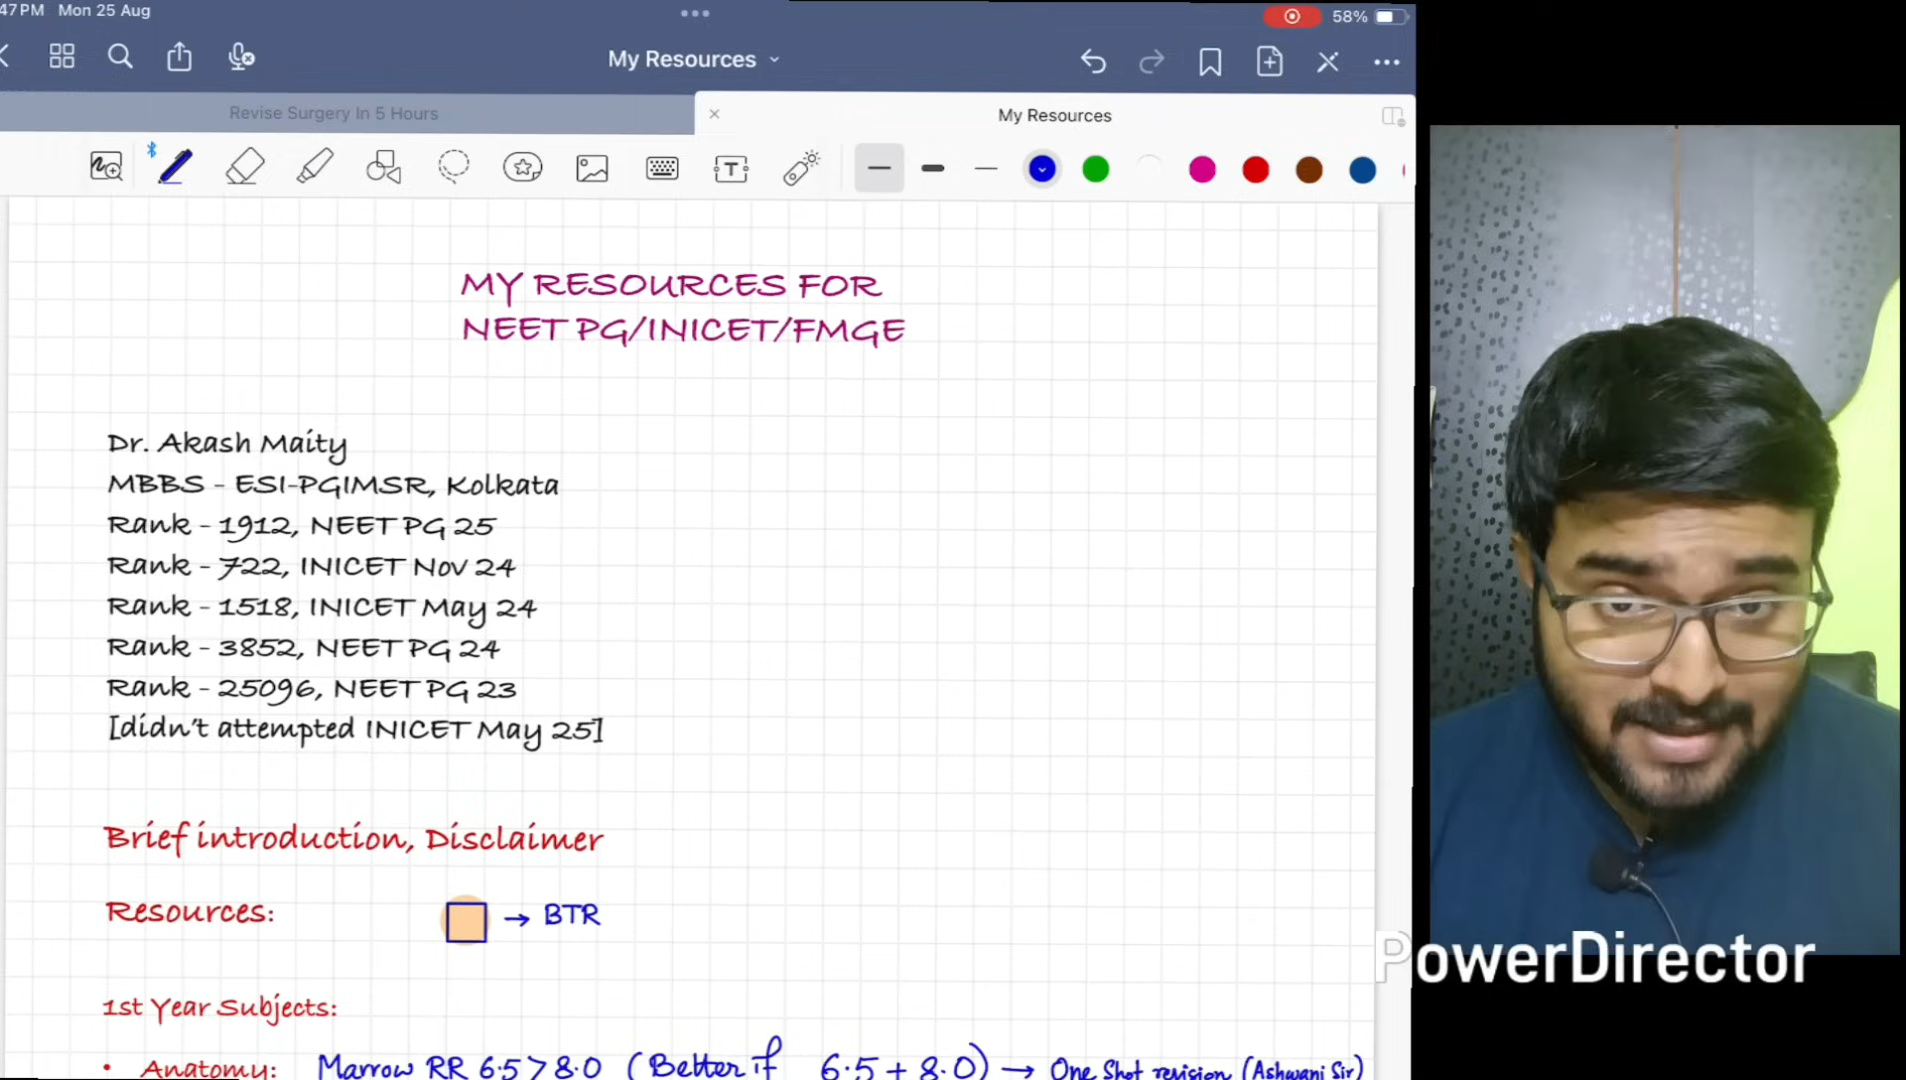 47 PM Mon 25 Aug
58%
My Resources
Revise Surgery In 5 Hours
My Resources
MY RESOURCES FOR
NEET PG/INICET/FMGE
Dr. Akash Maity
MBBS - ESI-PGIMSR, Kolkata
Rank - 1912, NEET PG 25
Rank - 722, INICET Nov 24
Rank - 1518, INICET May 24
Rank - 3852, NEET PG 24
Rank - 25096, NEET PG 23
[didn't attempted INICET May 25]
Brief introduction, Disclaimer
Resources: → BTR
1st Year Subjects:
• Anatomy: Marrow RR 6.5 > 8.0 (Better if 6.5 + 8.0) → One Shot revision (Ashwani Sir)
PowerDirector